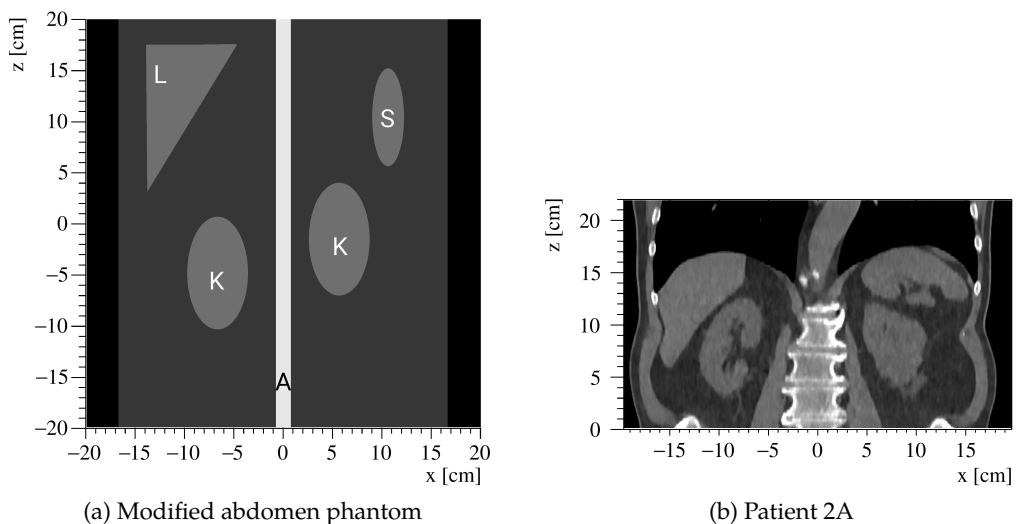 z [cm]
20
15
10
5
0
−5
−10
−15
−20
L
S
K
K
A
−20 −15 −10 −5 0 5 10 15 20
x [cm]
(a) Modified abdomen phantom
z [cm]
20
15
10
5
0
−15 −10 −5 0 5 10 15
x [cm]
(b) Patient 2A